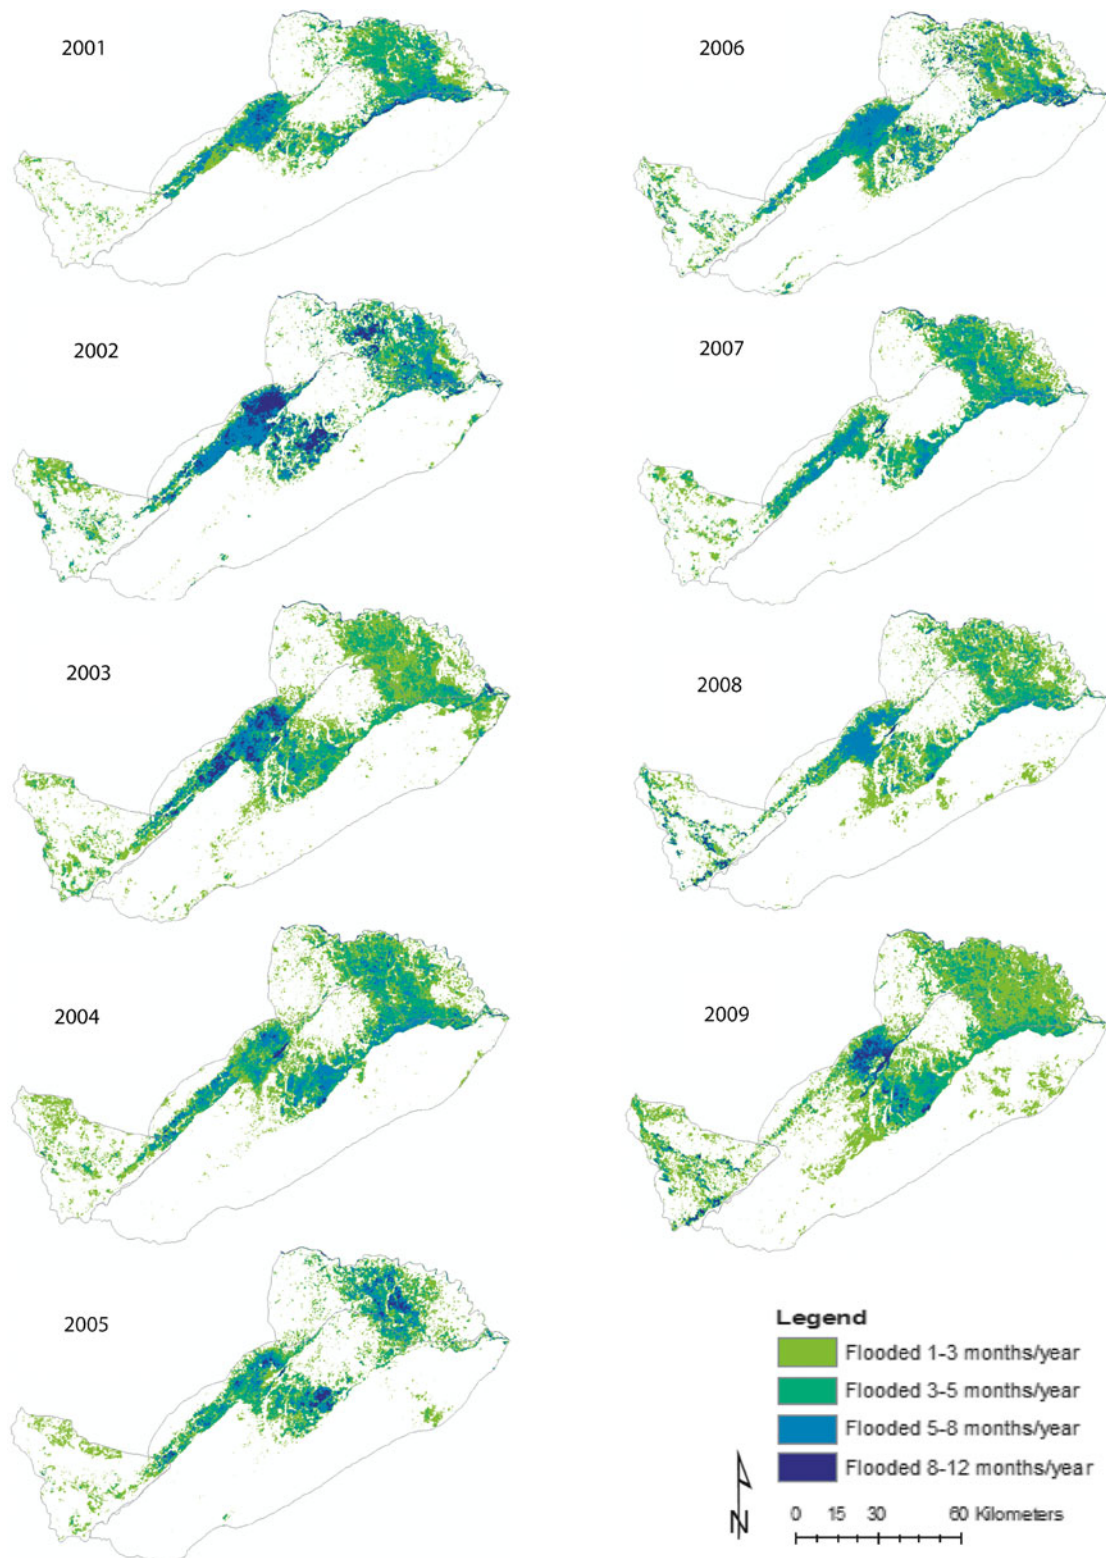 2001
2006
2002
2007
2003
2008
2004
2009
2005
Legend
Flooded 1-3 months/year
Flooded 3-5 months/year
Flooded 5-8 months/year
Flooded 8-12 months/year
N
0 15 30 60 Kilometers